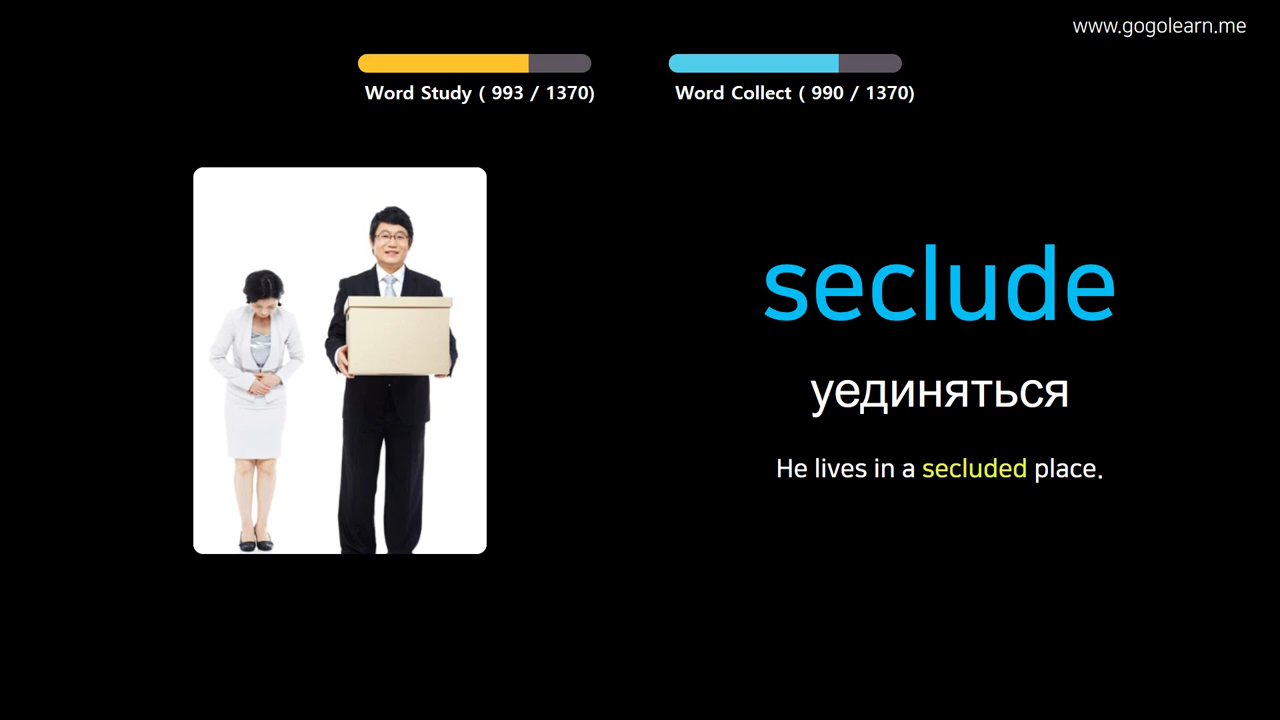 www.gogolearn.me
Word Study ( 993 / 1370)
Word Collect ( 990 / 1370)
seclude
уединяться
He lives in a secluded place.